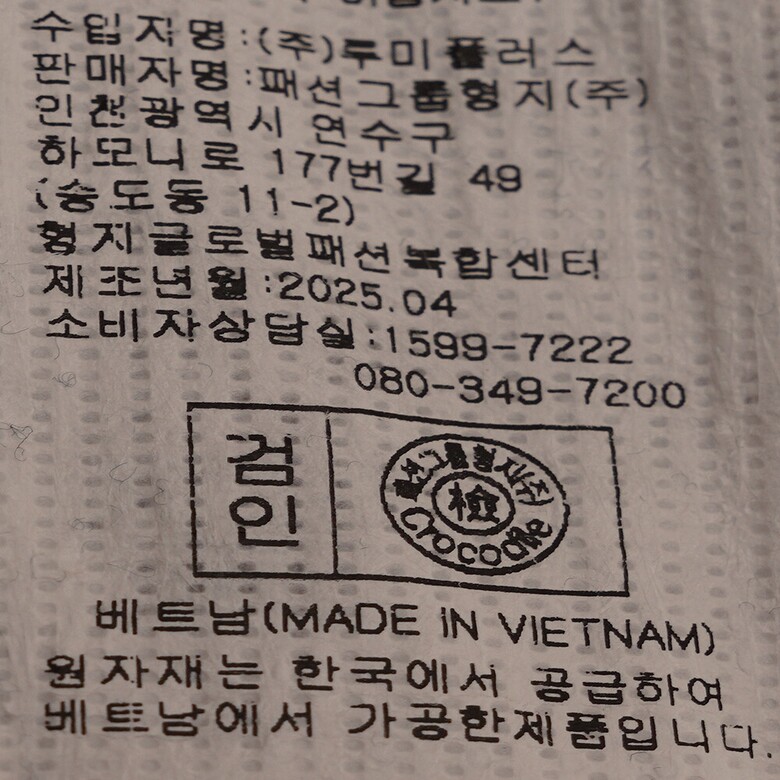 수입자명:(주)루미플러스
판매자명:패션그룹형지(주)
인천광역시 연수구
하모니로 177번길 49
(송도동 11-2)
형지글로벌패션복합센터
제조년월:2025.04
소비자상담실:1599-7222
080-349-7200
검인
패션그룹형지(주)
檢
Crocodile
베트남(MADE IN VIETNAM)
원자재는 한국에서 공급하여
베트남에서 가공한제품입니다.